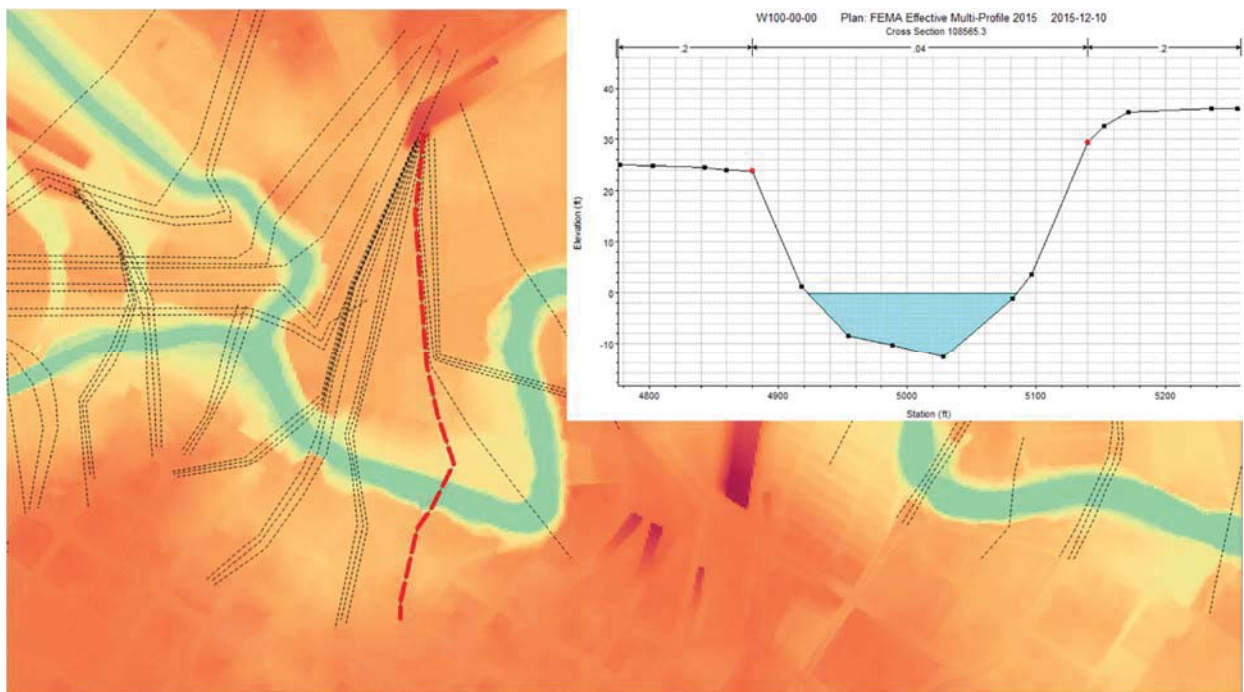 W100-00-00 Plan: FEMA Effective Multi-Profile 2015 2015-12-10
Cross Section 108565.3
.2 .04 .2
40
30
20
10
0
-10
Elevation (ft)
4800 4900 5000 5100 5200
Station (ft)